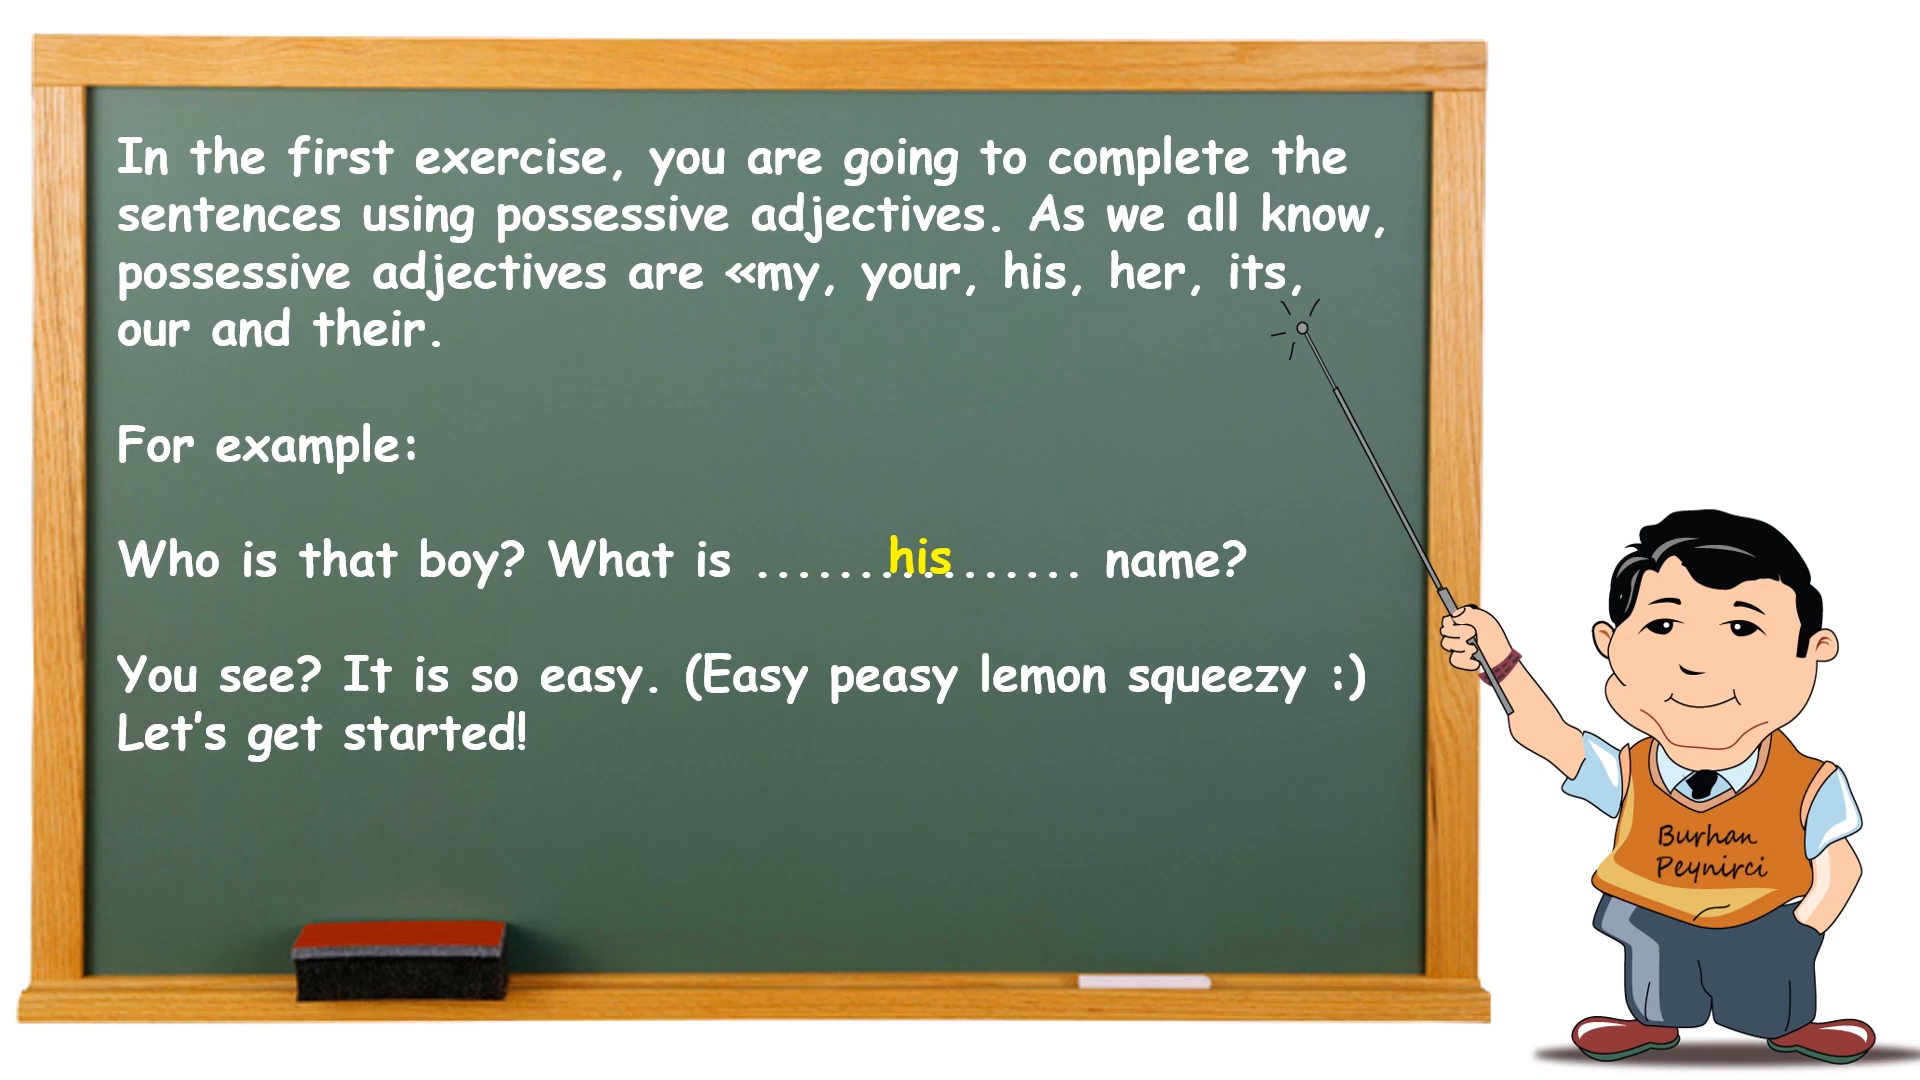 In the first exercise, you are going to complete the
sentences using possessive adjectives. As we all know,
possessive adjectives are «my, your, his, her, its,
our and their.
For example:
Who is that boy? What is ......his......... name?
You see? It is so easy. (Easy peasy lemon squeezy :)
Let's get started!
Burhan
Peynirci